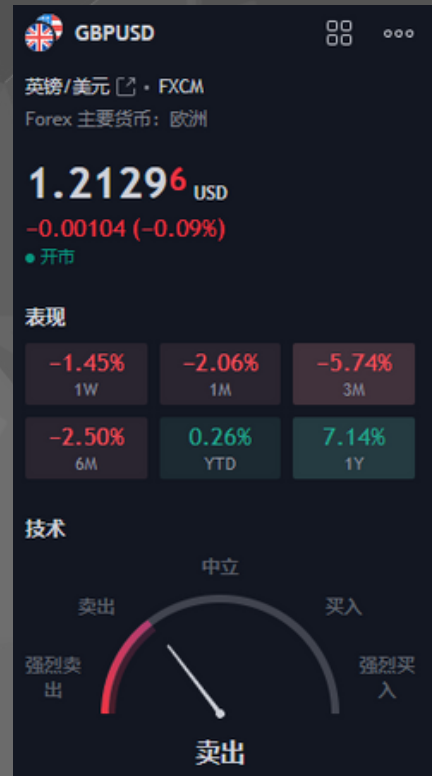 GBPUSD
英镑/美元 · FXCM
Forex 主要货币：欧洲
1.21296 USD
−0.00104 (−0.09%)
开市
表现
−1.45% −2.06% −5.74%
1W 1M 3M
−2.50% 0.26% 7.14%
6M YTD 1Y
技术
中立
卖出 买入
强烈卖出 强烈买入
卖出